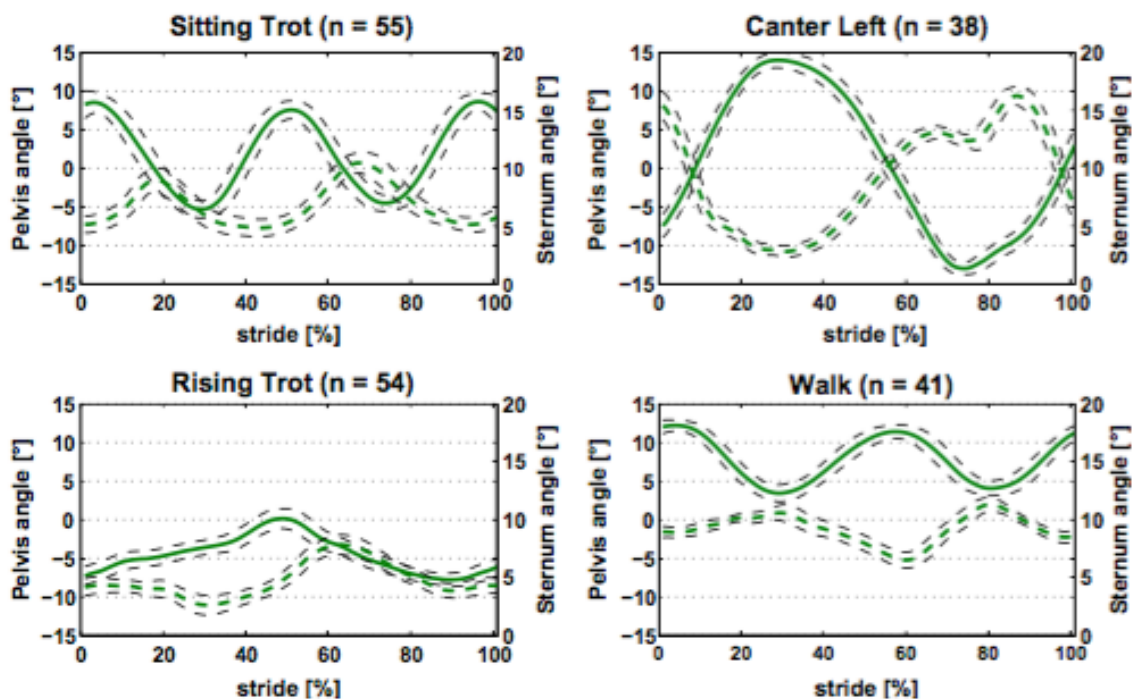 Sitting Trot (n = 55)
Canter Left (n = 38)
15
10
5
0
−5
−10
−15
Pelvis angle [°]
20
15
10
5
0
Sternum angle [°]
0 20 40 60 80 100
stride [%]
15
10
5
0
−5
−10
−15
Pelvis angle [°]
20
15
10
5
0
Sternum angle [°]
0 20 40 60 80 100
stride [%]
Rising Trot (n = 54)
Walk (n = 41)
15
10
5
0
−5
−10
−15
Pelvis angle [°]
20
15
10
5
0
Sternum angle [°]
0 20 40 60 80 100
stride [%]
15
10
5
0
−5
−10
−15
Pelvis angle [°]
20
15
10
5
0
Sternum angle [°]
0 20 40 60 80 100
stride [%]